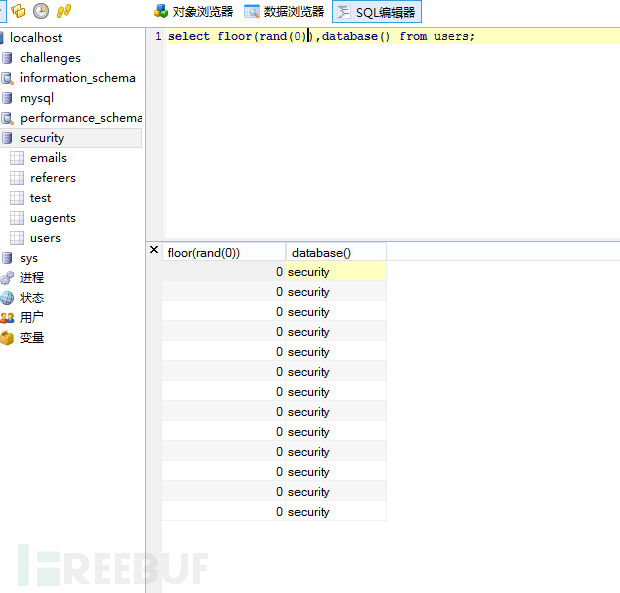 对象浏览器 数据浏览器 SQL编辑器
localhost
challenges
information_schema
mysql
performance_schema
security
emails
referers
test
uagents
users
sys
进程
状态
用户
变量
1 select floor(rand(0)),database() from users;
floor(rand(0)) database()
0 security
0 security
0 security
0 security
0 security
0 security
0 security
0 security
0 security
0 security
0 security
0 security
0 security
FREEBUF